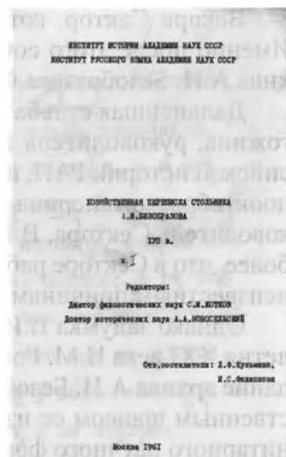 ИНСТИТУТ ИСТОРИИ АКАДЕМИИ НАУК СССР
ИНСТИТУТ РУССКОГО ЯЗЫКА АКАДЕМИИ НАУК СССР
ХОЗЯЙСТВЕННАЯ ПЕРЕПИСКА СТОЛЬНИКА
А.И.БЕЗОБРАЗОВА
ХУП в.
т.I
Редакторы:
Доктор филологических наук С.И.КОТКОВ
Доктор исторических наук А.А.НОВОСЕЛЬСКИЙ
Отв.составители: Л.Ф.Кузьмина,
И.С.Филиппова
Москва 1961